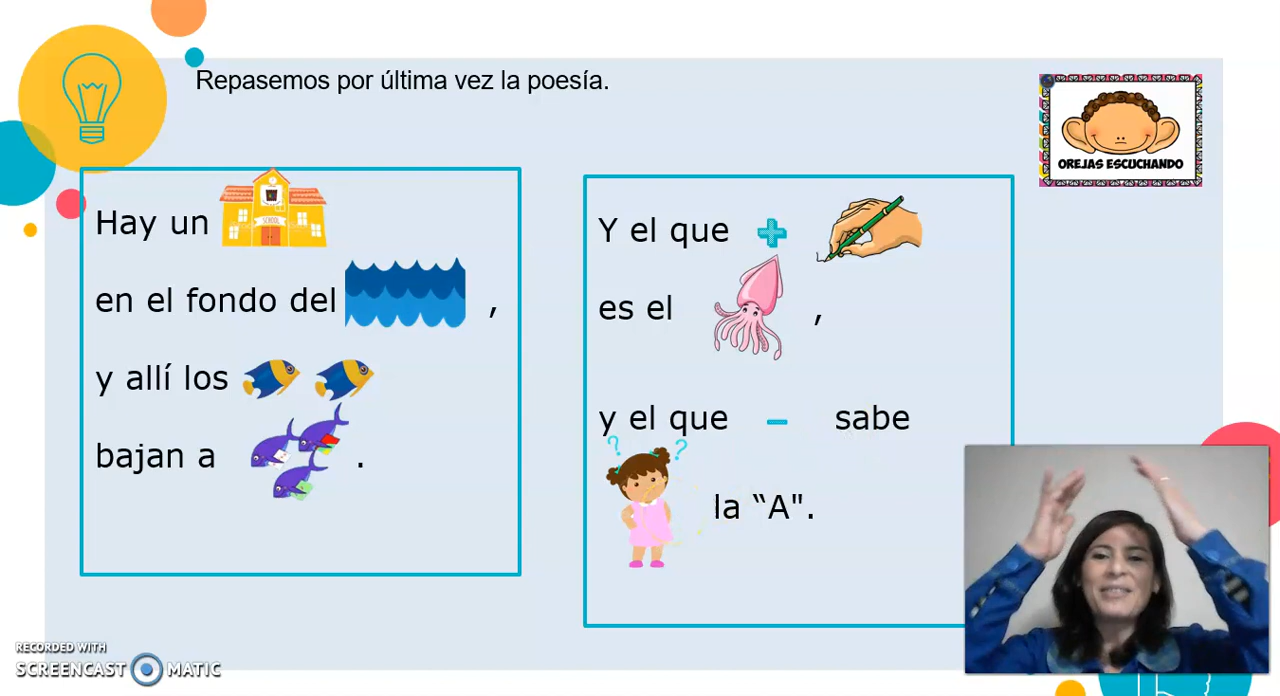 Repasemos por última vez la poesía.
OREJAS ESCUCHANDO
Hay un
SCHOOL
en el fondo del ,
y allí los
bajan a .
Y el que +
es el ,
y el que - sabe
? ?
la “A".
RECORDED WITH
SCREENCAST MATIC